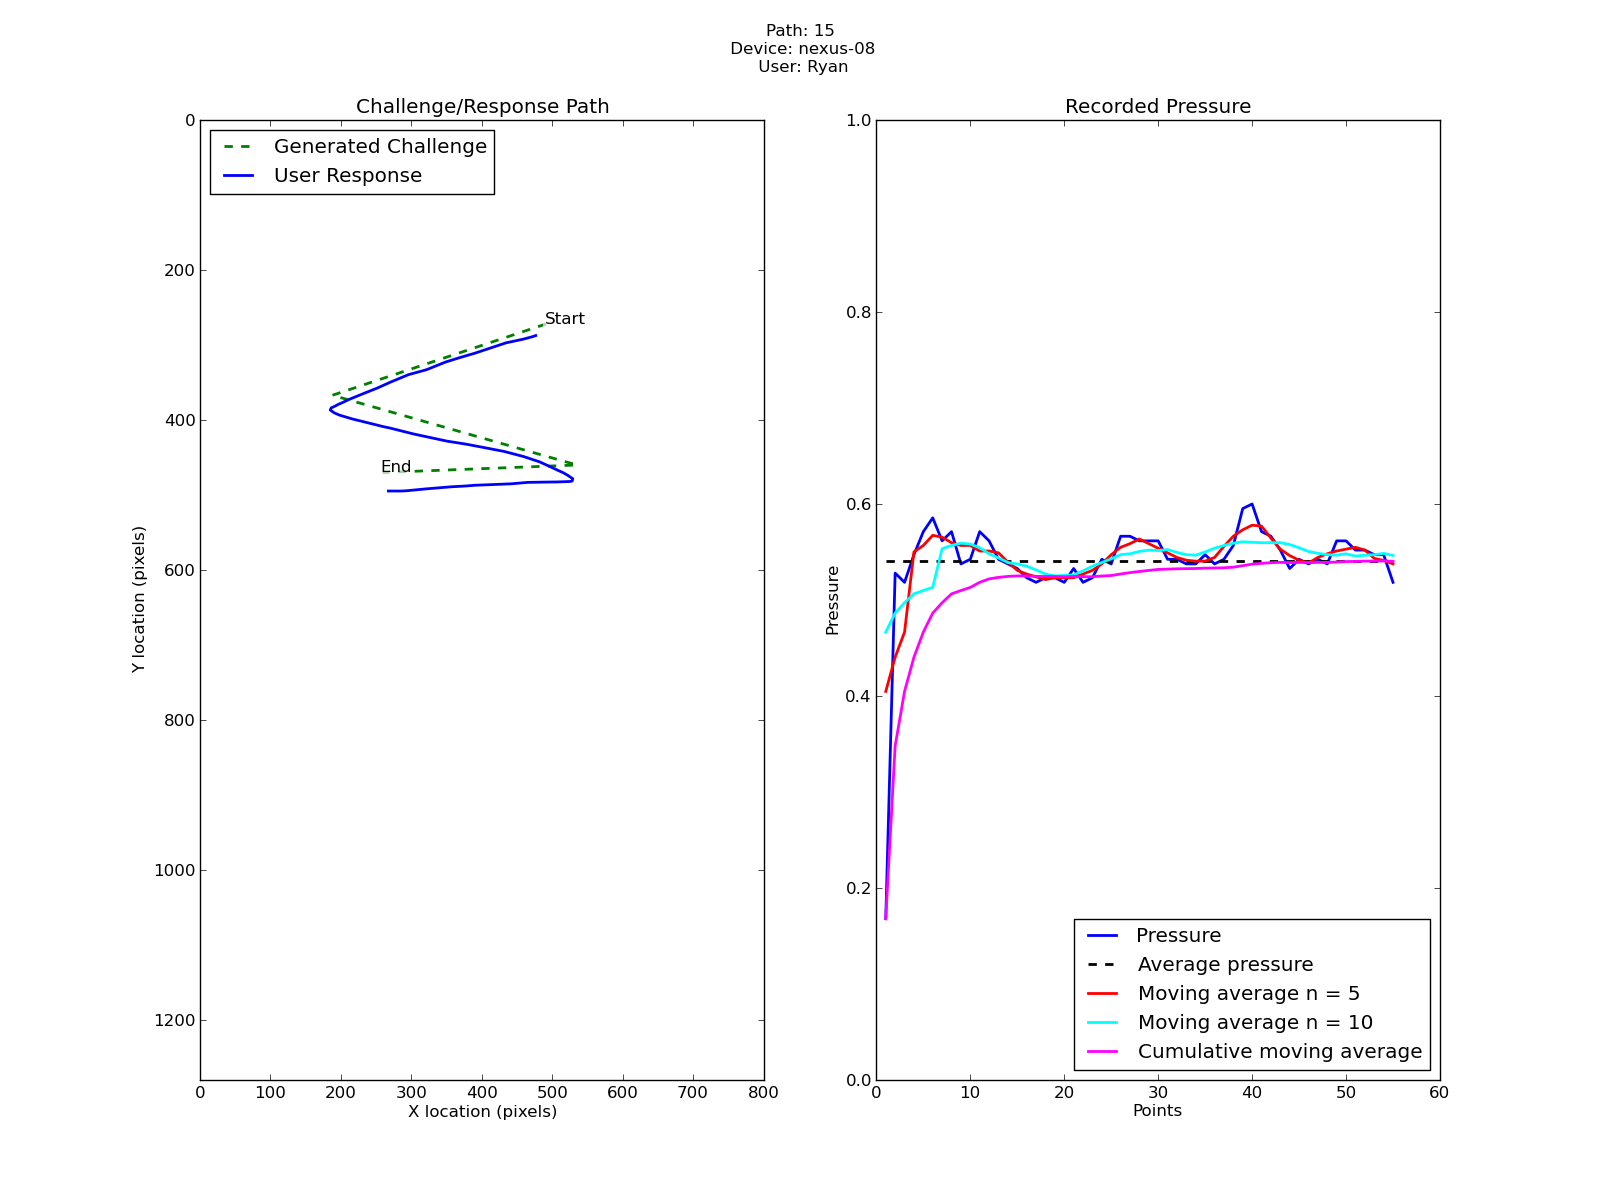 Path: 15
Device: nexus-08
User: Ryan
Challenge/Response Path
Generated Challenge
User Response
Start
End
0
200
400
600
800
1000
1200
Y location (pixels)
0 100 200 300 400 500 600 700 800
X location (pixels)
Recorded Pressure
1.0
0.8
0.6
0.4
0.2
0.0
Pressure
Pressure
Average pressure
Moving average n = 5
Moving average n = 10
Cumulative moving average
0 10 20 30 40 50 60
Points